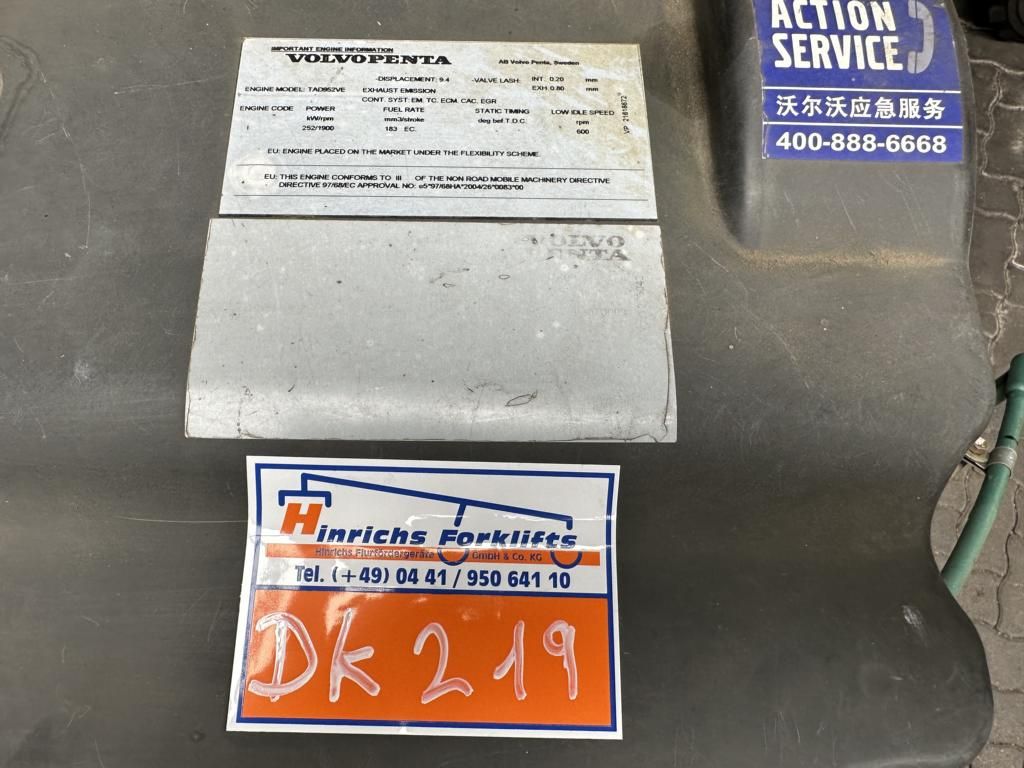 IMPORTANT ENGINE INFORMATION
VOLVO PENTA
AB Volvo Penta, Sweden
-DISPLACEMENT: 9.4 -VALVE LASH: INT. 0.20 mm
EXH. 0.80 mm
ENGINE MODEL: TAD952VE EXHAUST EMISSION
CONT. SYST: EM, TC, ECM, CAC, EGR
ENGINE CODE POWER FUEL RATE STATIC TIMING LOW IDLE SPEED
kW/rpm mm3/stroke deg bef.T.D.C. rpm
I 252/1900 183 EC. 600
VP 21618872
EU: ENGINE PLACED ON THE MARKET UNDER THE FLEXIBILITY SCHEME.
EU: THIS ENGINE CONFORMS TO III OF THE NON ROAD MOBILE MACHINERY DIRECTIVE
DIRECTIVE 97/68/EC APPROVAL NO: e5*97/68HA*2004/26*0083*00
ACTION
SERVICE
沃尔沃应急服务
400-888-6668
VOLVO
PENTA
Hinrichs Forklifts
Hinrichs Flurfördergeräte GmbH & Co. KG
Tel. (+49) 04 41 / 950 641 10
DK 219